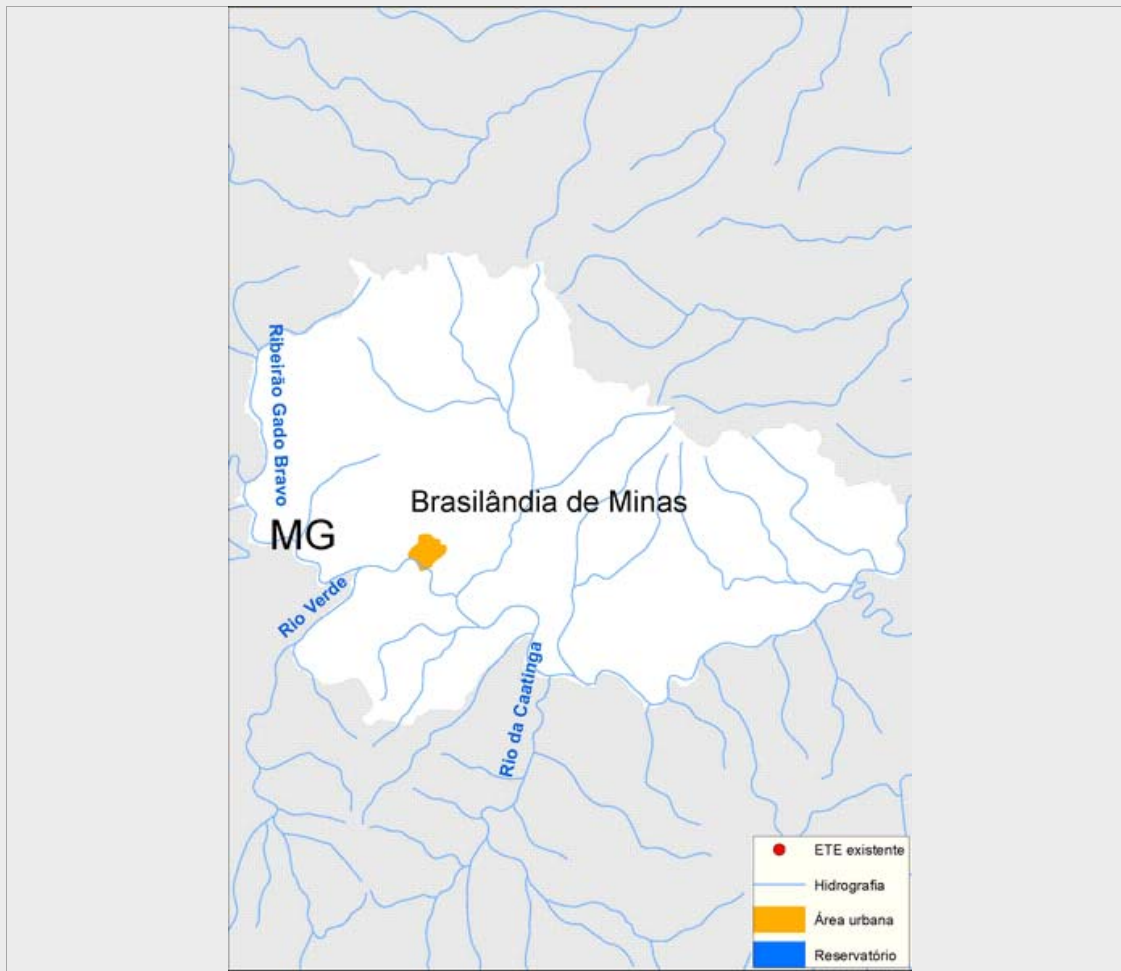 Ribeirão Gado Bravo
Brasilândia de Minas
MG
Rio Verde
Rio da Caatinga
ETE existente
Hidrografia
Área urbana
Reservatório